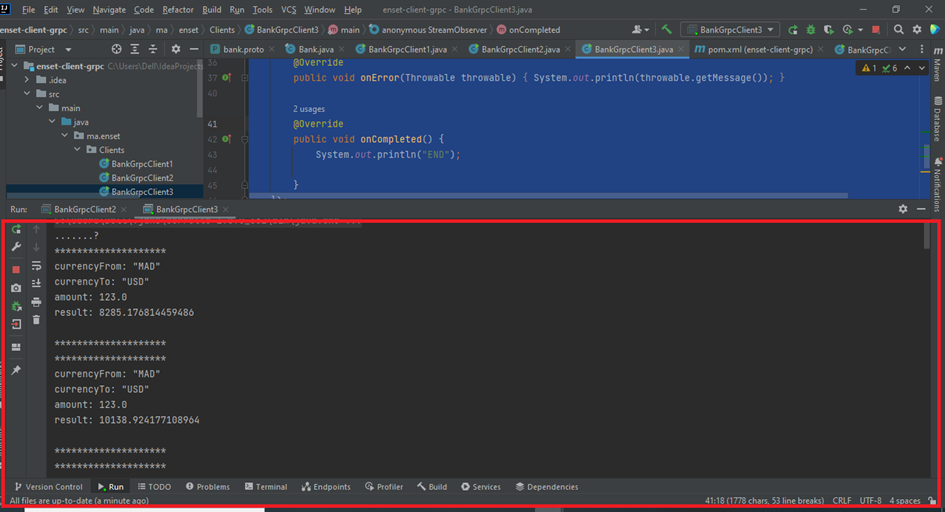 File Edit View Navigate Code Refactor Build Run Tools VCS Window Help enset-client-grpc - BankGrpcClient3.java
enset-client-grpc src main java ma enset Clients BankGrpcClient3 main anonymous StreamObserver onCompleted BankGrpcClient3
Project bank.proto Bank.java BankGrpcClient1.java BankGrpcClient2.java BankGrpcClient3.java pom.xml (enset-client-grpc) BankGrpcC
enset-client-grpc C:\Users\Dell\IdeaProjects
.idea
src
main
java
ma.enset
Clients
BankGrpcClient1
BankGrpcClient2
BankGrpcClient3
36 @Override
37 public void onError(Throwable throwable) { System.out.println(throwable.getMessage()); }
40
2 usages
41 @Override
42 public void onCompleted() {
43 System.out.println("END");
44
45 }
1 6
Maven
Database
Notifications
Run: BankGrpcClient2 BankGrpcClient3
.......?
********************
currencyFrom: "MAD"
currencyTo: "USD"
amount: 123.0
result: 8285.176814459486
********************
********************
currencyFrom: "MAD"
currencyTo: "USD"
amount: 123.0
result: 10138.924177108964
********************
********************
Version Control Run TODO Problems Terminal Endpoints Profiler Build Services Dependencies
All files are up-to-date (a minute ago) 41:18 (1778 chars, 53 line breaks) CRLF UTF-8 4 spaces